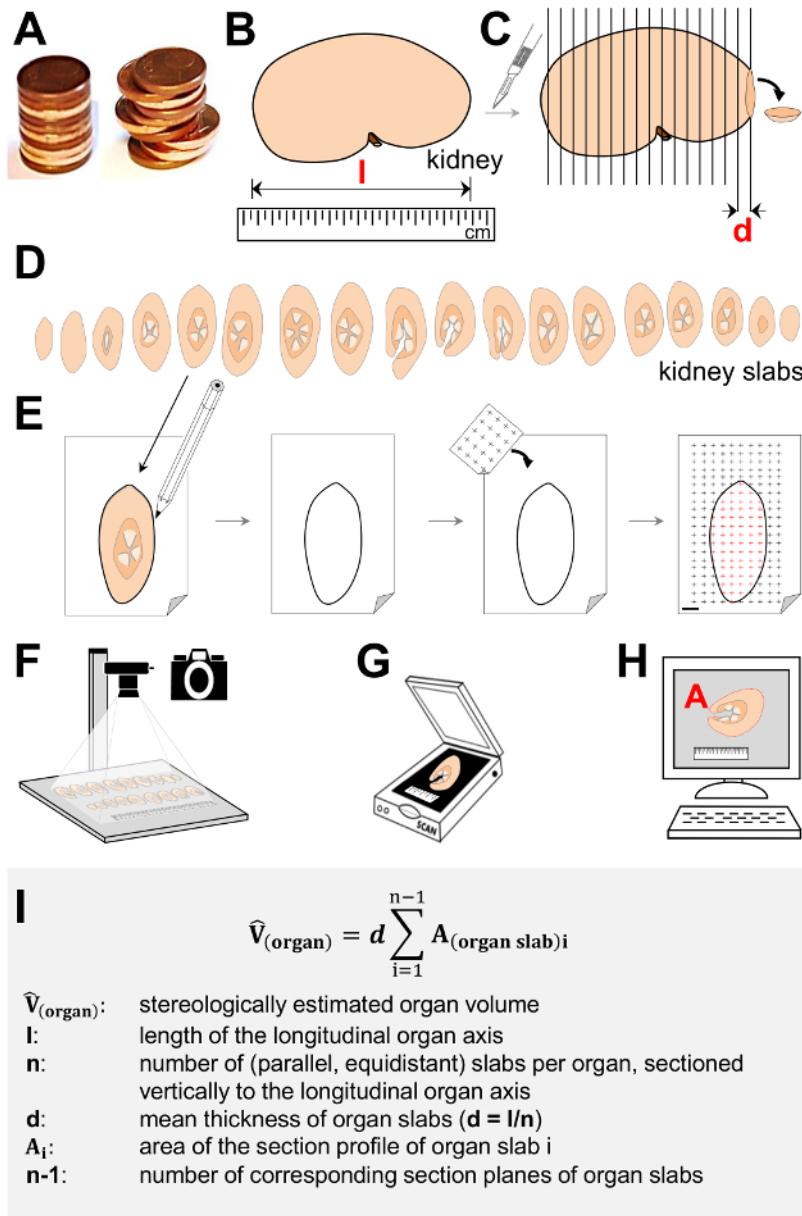 A
B
C
kidney
l
cm
d
D
kidney slabs
E
F
G
H
SCAN
A
I
V̂(organ) = d ∑ A(organ slab)i
n−1
i=1
V̂(organ): stereologically estimated organ volume
l: length of the longitudinal organ axis
n: number of (parallel, equidistant) slabs per organ, sectioned
vertically to the longitudinal organ axis
d: mean thickness of organ slabs (d = l/n)
Ai: area of the section profile of organ slab i
n-1: number of corresponding section planes of organ slabs